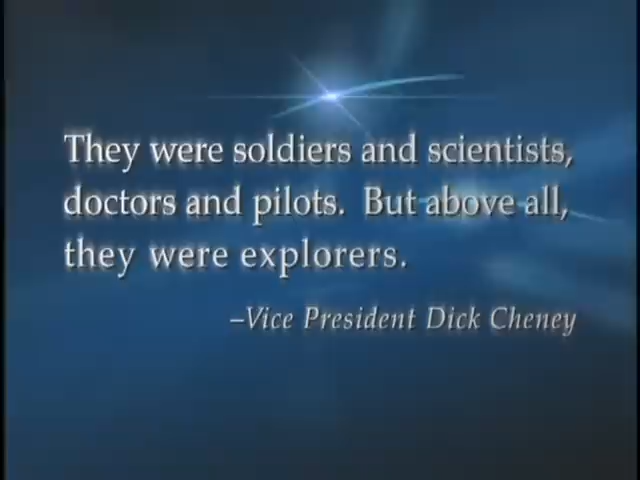 They were soldiers and scientists,
doctors and pilots.  But above all,
they were explorers.
–Vice President Dick Cheney